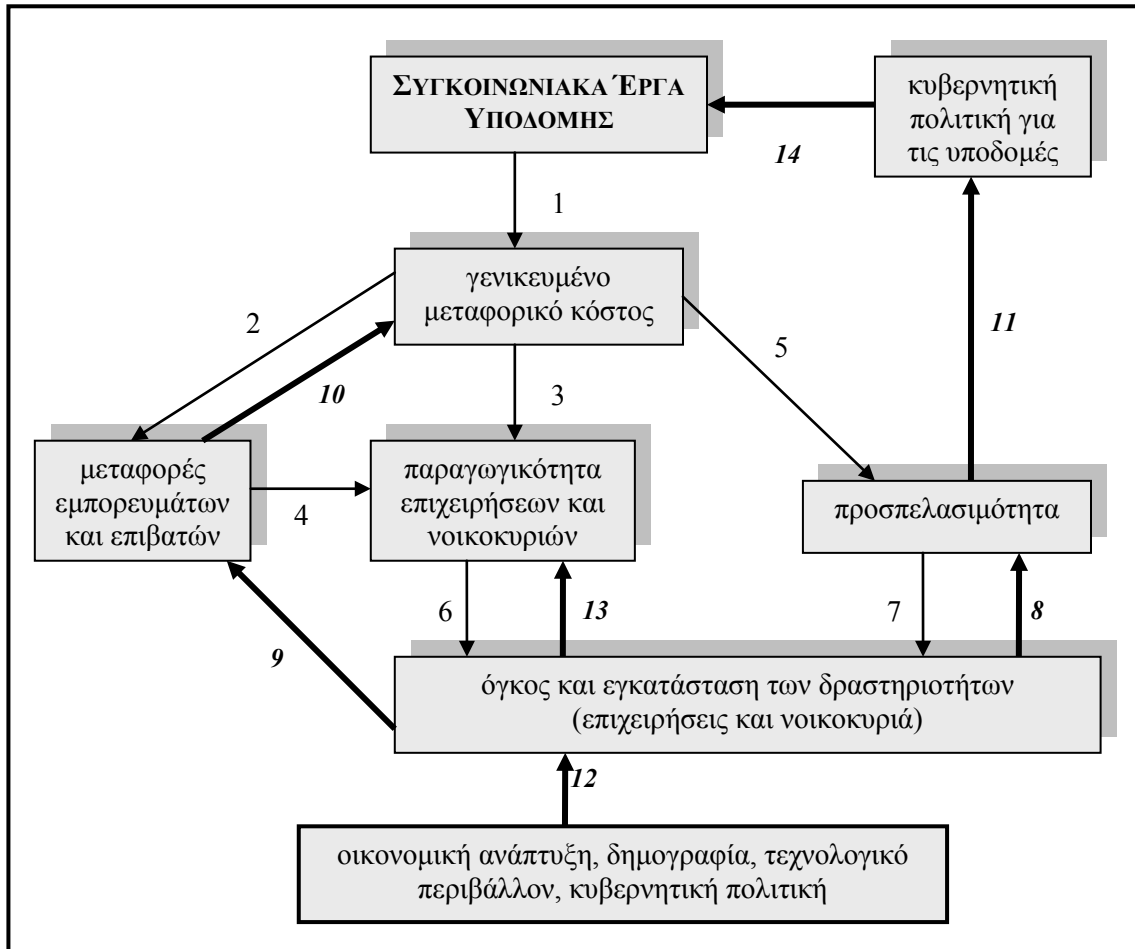 ΣΥΓΚΟΙΝΩΝΙΑΚΑ ΈΡΓΑ
ΥΠΟΔΟΜΗΣ
κυβερνητική
πολιτική για
τις υποδομές
14
1
γενικευμένο
μεταφορικό κόστος
2
10
3
5
11
μεταφορές
εμπορευμάτων
και επιβατών
4
παραγωγικότητα
επιχειρήσεων και
νοικοκυριών
προσπελασιμότητα
6
13
7
8
9
όγκος και εγκατάσταση των δραστηριοτήτων
(επιχειρήσεις και νοικοκυριά)
12
οικονομική ανάπτυξη, δημογραφία, τεχνολογικό
περιβάλλον, κυβερνητική πολιτική